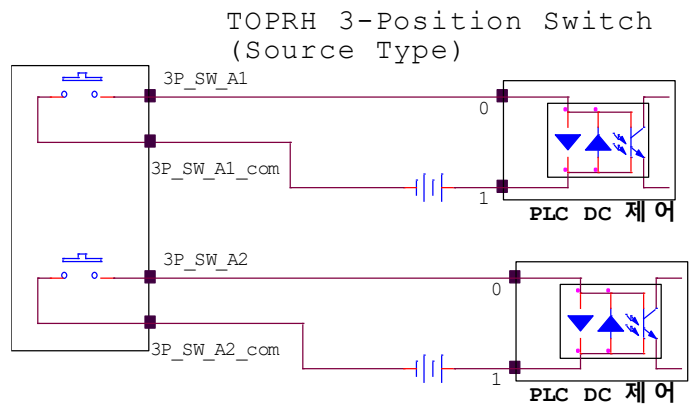 TOPRH 3-Position Switch
(Source Type)
3P_SW_A1
0
3P_SW_A1_com
1
PLC DC 제어
3P_SW_A2
0
3P_SW_A2_com
1
PLC DC 제어